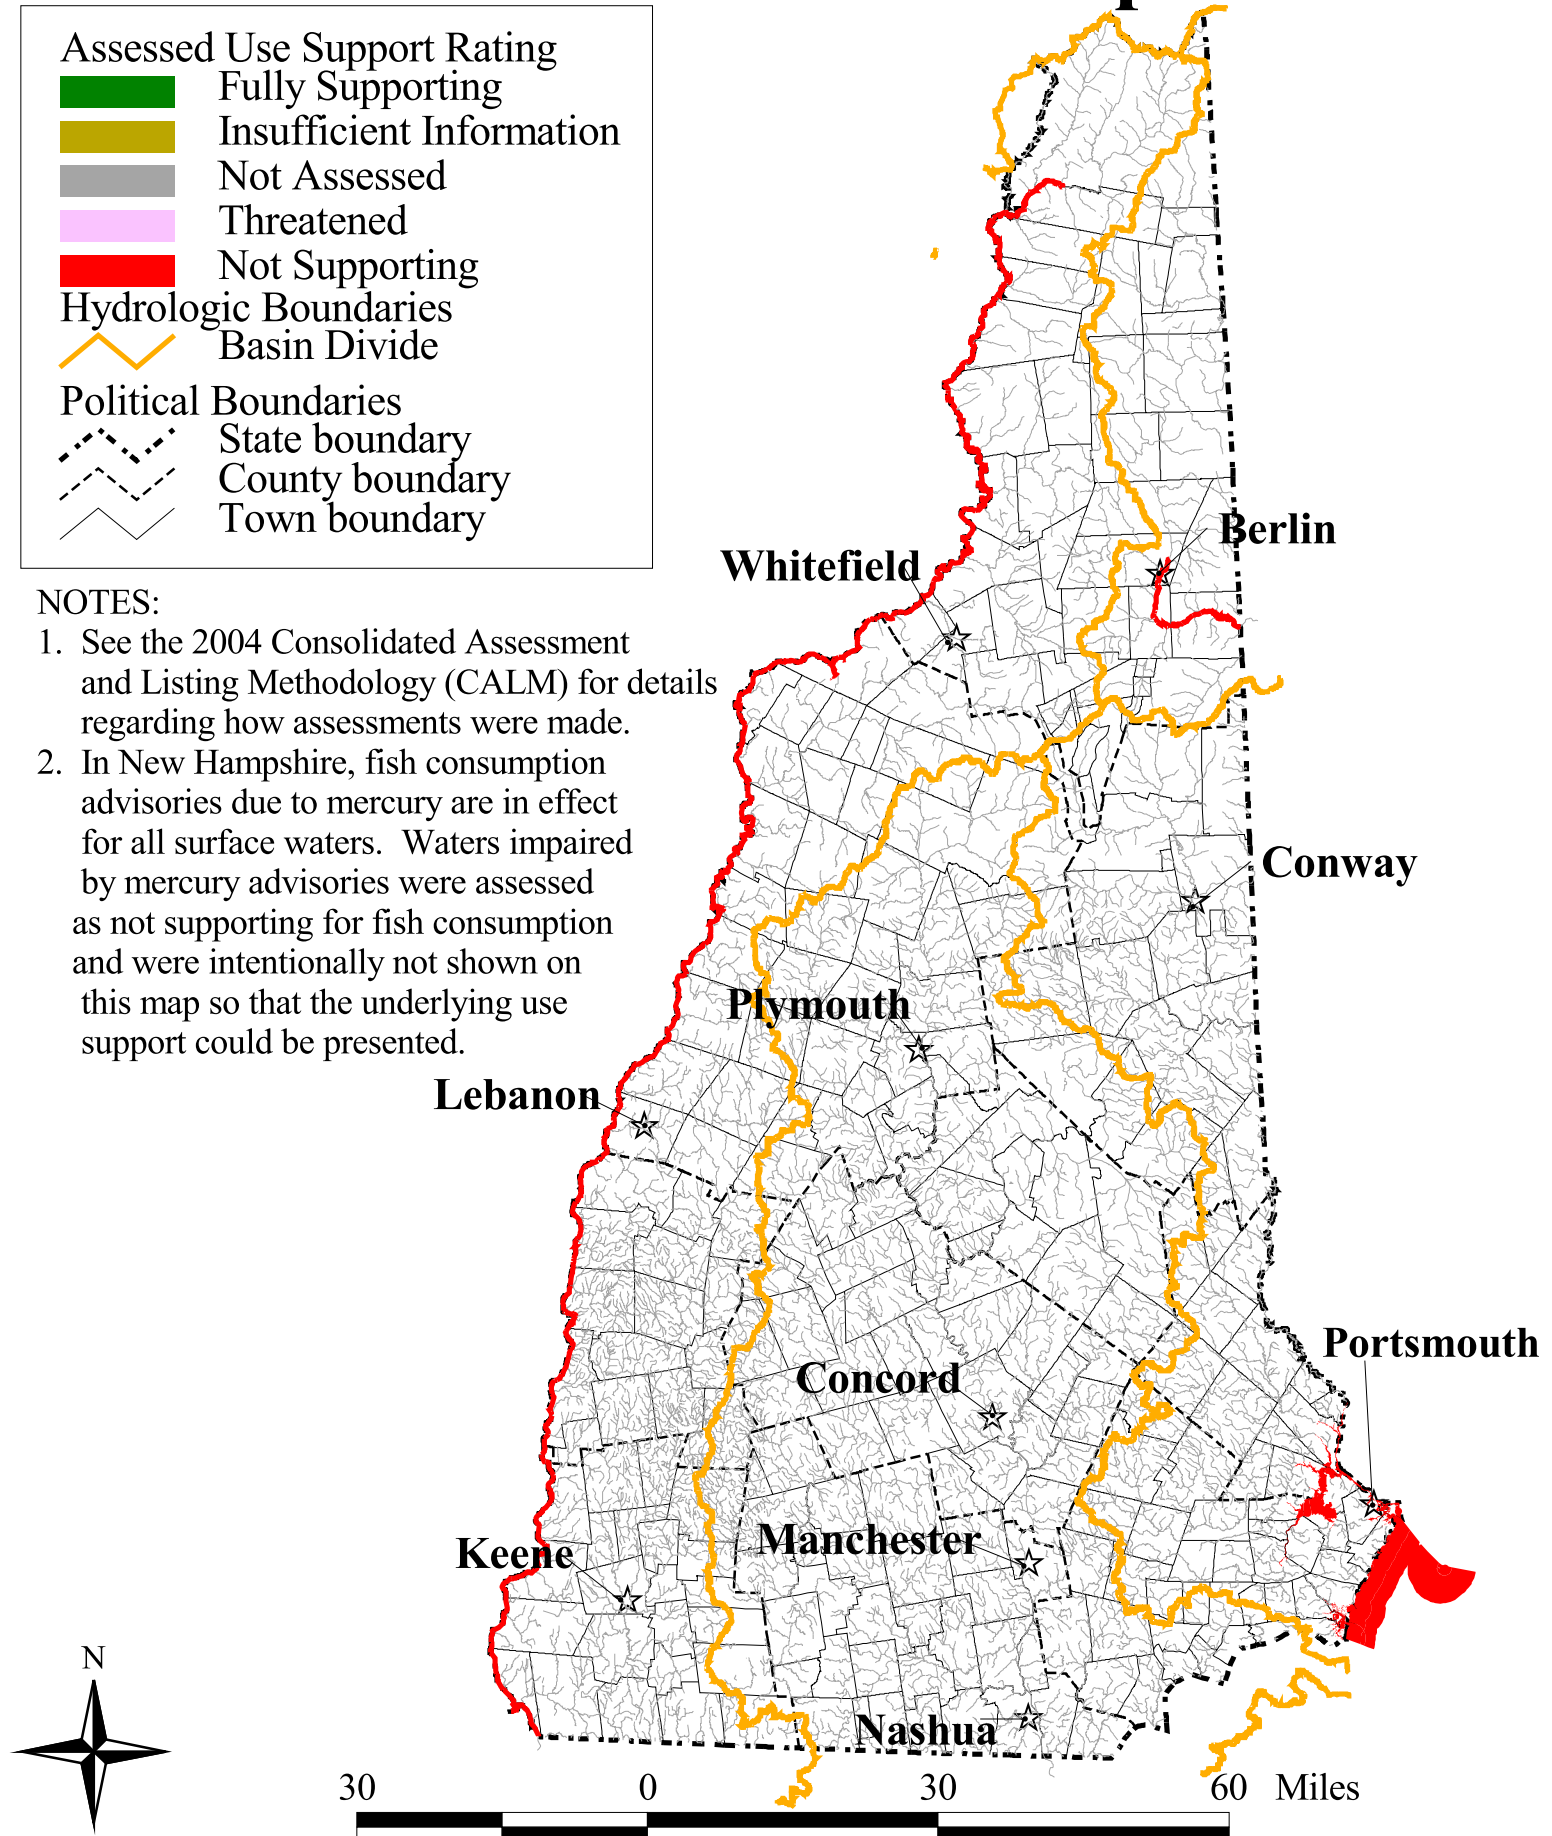 Assessed Use Support Rating
Fully Supporting
Insufficient Information
Not Assessed
Threatened
Not Supporting
Hydrologic Boundaries
Basin Divide
Political Boundaries
State boundary
County boundary
Town boundary
NOTES:
1. See the 2004 Consolidated Assessment
and Listing Methodology (CALM) for details
regarding how assessments were made.
2. In New Hampshire, fish consumption
advisories due to mercury are in effect
for all surface waters. Waters impaired
by mercury advisories were assessed
as not supporting for fish consumption
and were intentionally not shown on
this map so that the underlying use
support could be presented.
Berlin
Whitefield
Conway
Plymouth
Lebanon
Portsmouth
Concord
Manchester
Keene
Nashua
N
30 0 30 60 Miles